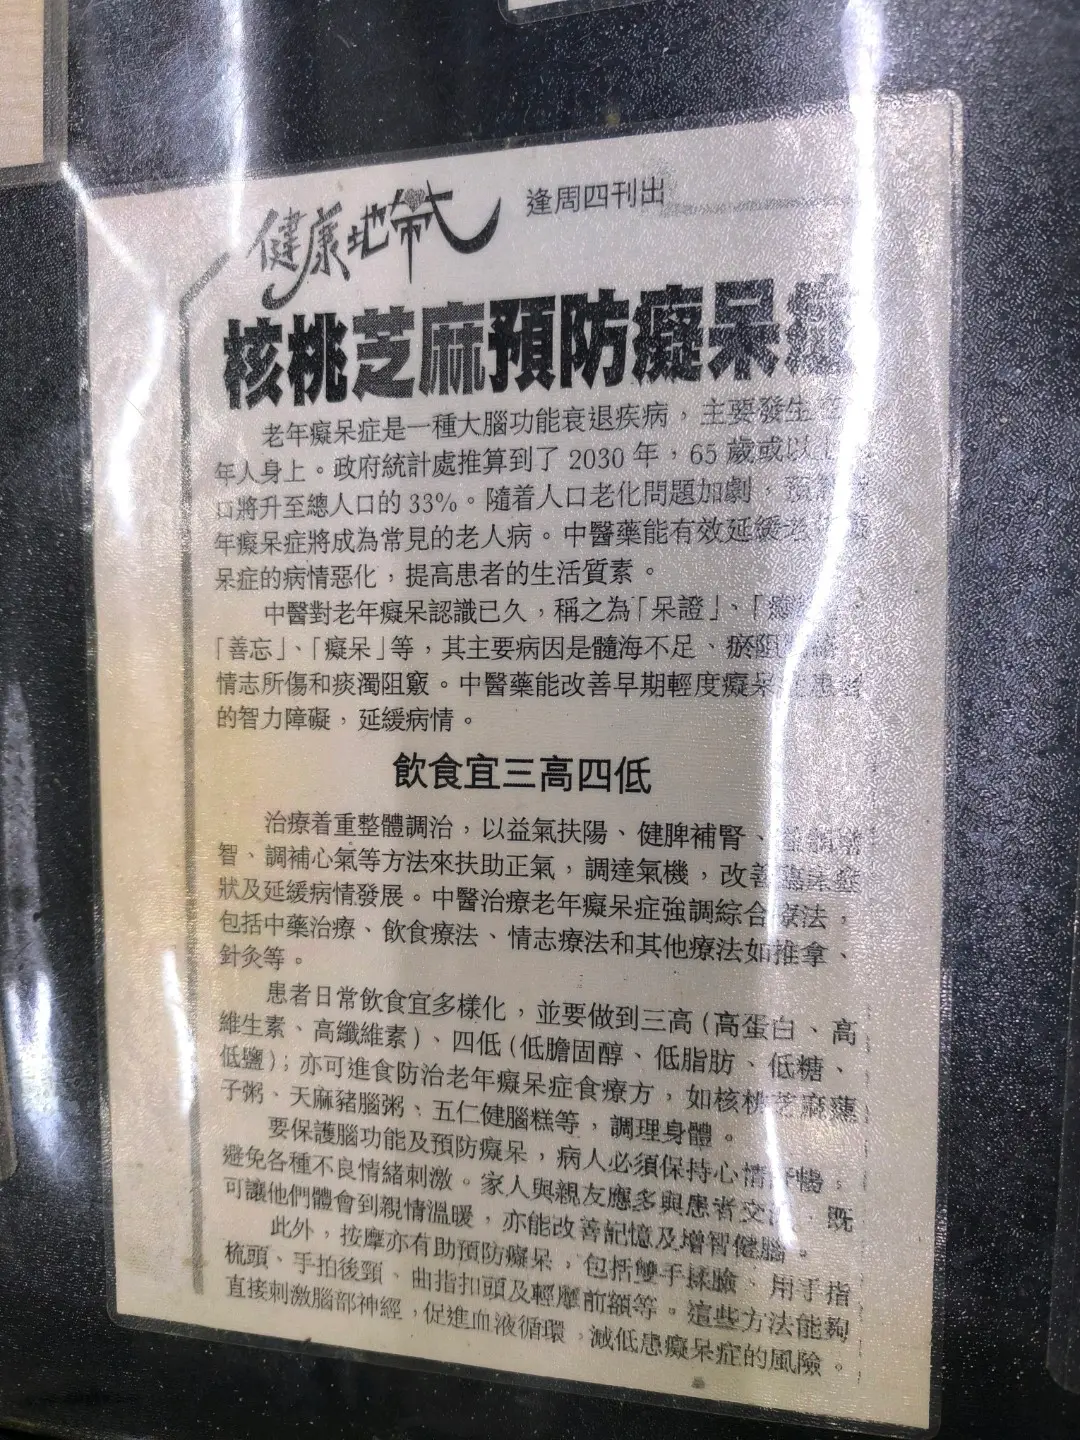 健康地帶
逢周四刊出
核桃芝麻預防癡呆症
老年癡呆症是一種大腦功能衰退疾病，主要發生
年人身上。政府統計處推算到了 2030 年，65 歲或以上
口將升至總人口的 33%。隨着人口老化問題加劇，預
年癡呆症將成為常見的老人病。中醫藥能有效延緩老
呆症的病情惡化，提高患者的生活質素。
中醫對老年癡呆認識已久，稱之為「呆證」、「
「善忘」、「癡呆」等，其主要病因是髓海不足、瘀阻
情志所傷和痰濁阻竅。中醫藥能改善早期輕度癡呆症患者
的智力障礙，延緩病情。
飲食宜三高四低
治療着重整體調治，以益氣扶陽、健脾補腎、
智、調補心氣等方法來扶助正氣，調達氣機，改善臨床症
狀及延緩病情發展。中醫治療老年癡呆症強調綜合療法，
包括中藥治療、飲食療法、情志療法和其他療法如推拿、
針灸等。
患者日常飲食宜多樣化，並要做到三高（高蛋白、高
維生素、高纖維素）、四低（低膽固醇、低脂肪、低糖、
低鹽）；亦可進食防治老年癡呆症食療方，如核桃芝麻蓮
子粥、天麻豬腦粥、五仁健腦糕等，調理身體。
要保護腦功能及預防癡呆，病人必須保持心情舒暢，
避免各種不良情緒刺激。家人與親友應多與患者交，既
可讓他們體會到親情溫暖，亦能改善記憶及增智健腦。
此外，按摩亦有助預防癡呆，包括雙手揉臉、用手指
梳頭、手拍後頸、曲指扣頭及輕摩前額等。這些方法能夠
直接刺激腦部神經，促進血液循環，減低患癡呆症的風險。